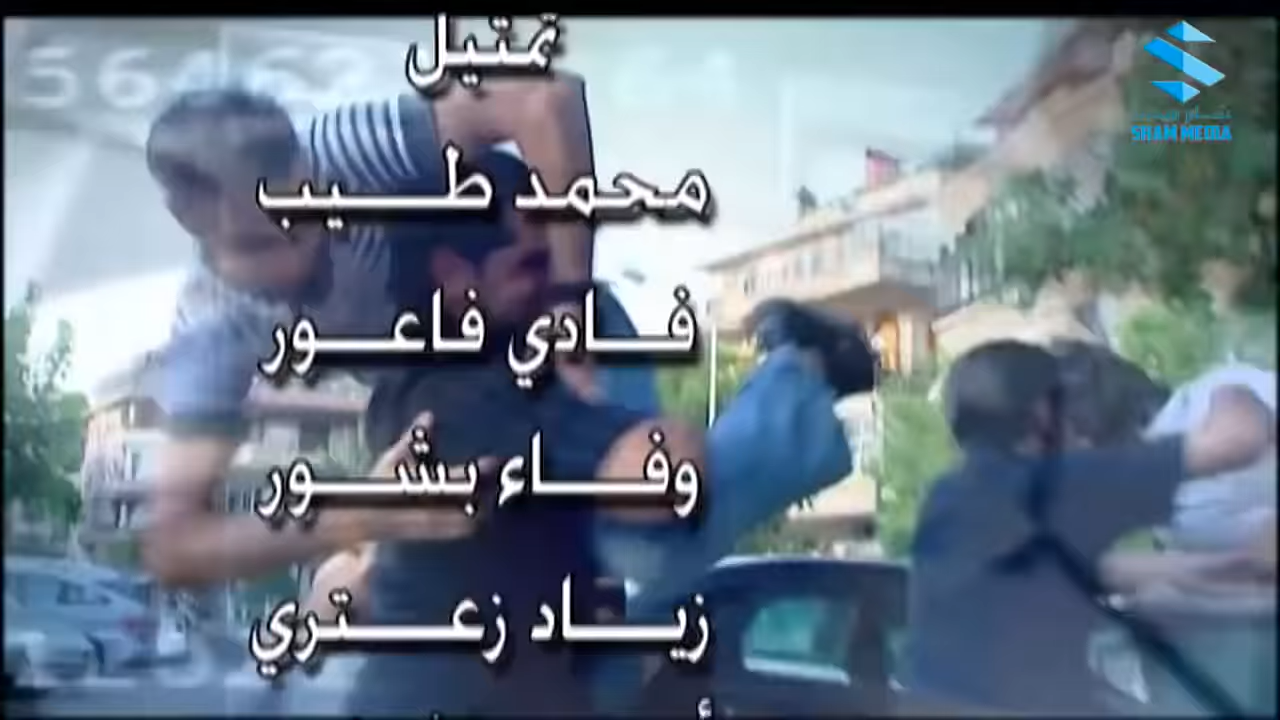 تمثيل
SHAM MEDIA
محمد طيب
فادي فاعور
وفاء بشور
زياد زعتري